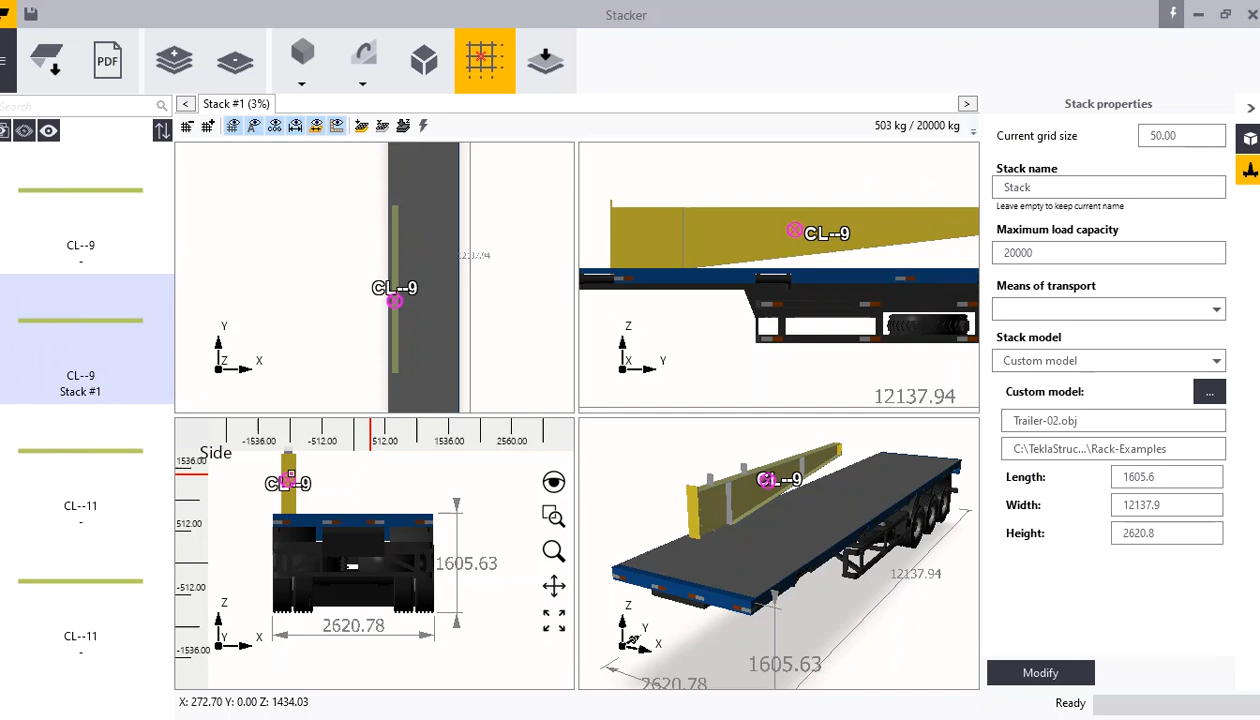 Stacker
PDF
Search
Stack #1 (3%)
503 kg / 20000 kg
CL--9
-
CL--9
Stack #1
CL--11
-
CL--11
-
CL--9
12137.94
Y
Z
X
CL--9
Z
X
Y
12137.94
-1536.00
-512.00
512.00
1536.00
2560.00
Side
1536.00
512.00
-512.00
-1536.00
CL--9
1605.63
2620.78
Z
Y
X
CL--9
12137.94
1605.63
2620.78
Z
Y
X
Stack properties
Current grid size
50.00
Stack name
Stack
Leave empty to keep current name
Maximum load capacity
20000
Means of transport
Stack model
Custom model
Custom model:
...
Trailer-02.obj
C:\TeklaStruc...\Rack-Examples
Length:
1605.6
Width:
12137.9
Height:
2620.8
Modify
X: 272.70 Y: 0.00 Z: 1434.03
Ready